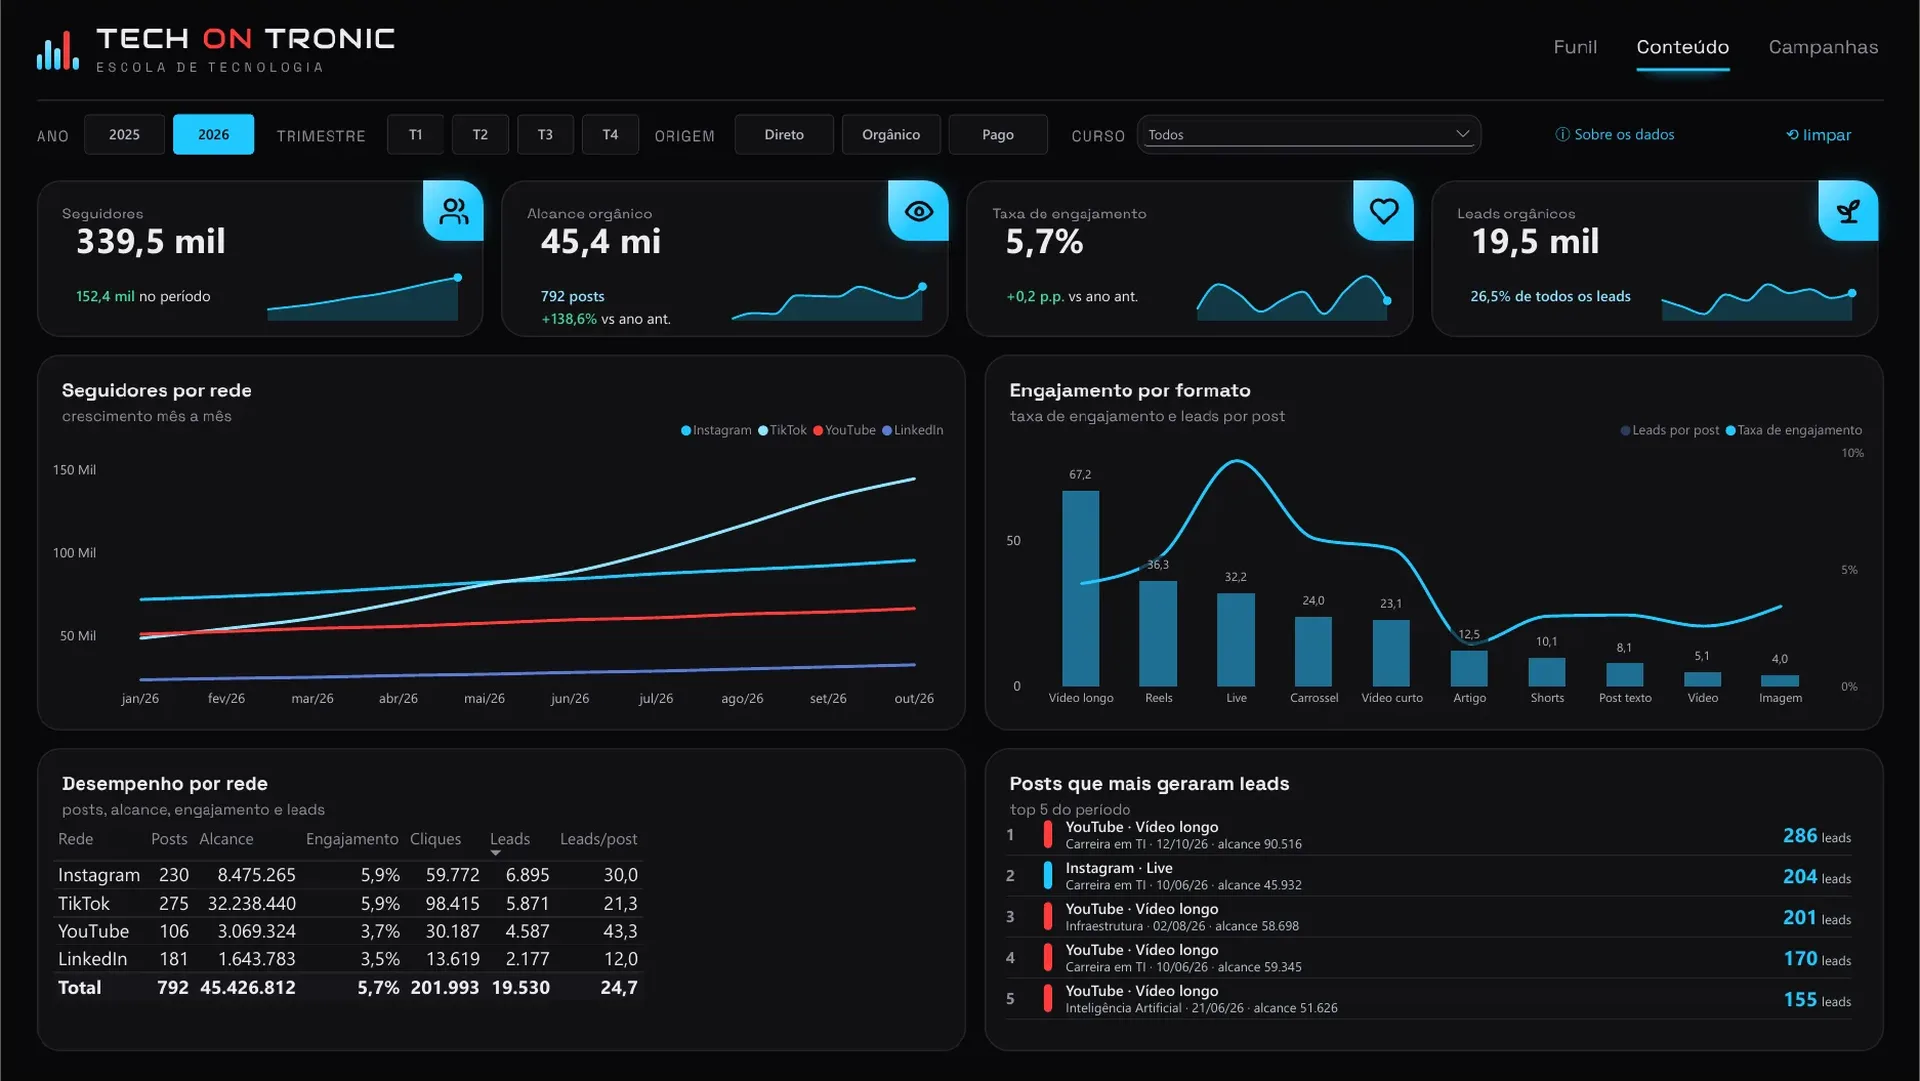 TECH ON TRONIC
ESCOLA DE TECNOLOGIA
Funil Conteúdo Campanhas
ANO 2025 2026 TRIMESTRE T1 T2 T3 T4 ORIGEM Direto Orgânico Pago CURSO Todos ⓘ Sobre os dados ⟲ limpar
Seguidores
339,5 mil
152,4 mil no período
Alcance orgânico
45,4 mi
792 posts
+138,6% vs ano ant.
Taxa de engajamento
5,7%
+0,2 p.p. vs ano ant.
Leads orgânicos
19,5 mil
26,5% de todos os leads
Seguidores por rede
crescimento mês a mês
Instagram TikTok YouTube LinkedIn
150 Mil
100 Mil
50 Mil
jan/26 fev/26 mar/26 abr/26 mai/26 jun/26 jul/26 ago/26 set/26 out/26
Engajamento por formato
taxa de engajamento e leads por post
Leads por post Taxa de engajamento
10%
67,2
50
36,3
32,2
5%
24,0
23,1
12,5
10,1
8,1
5,1
4,0
0
0%
Vídeo longo Reels Live Carrossel Vídeo curto Artigo Shorts Post texto Vídeo Imagem
Desempenho por rede
posts, alcance, engajamento e leads
Rede Posts Alcance Engajamento Cliques Leads Leads/post
Instagram 230 8.475.265 5,9% 59.772 6.895 30,0
TikTok 275 32.238.440 5,9% 98.415 5.871 21,3
YouTube 106 3.069.324 3,7% 30.187 4.587 43,3
LinkedIn 181 1.643.783 3,5% 13.619 2.177 12,0
Total 792 45.426.812 5,7% 201.993 19.530 24,7
Posts que mais geraram leads
top 5 do período
1 YouTube · Vídeo longo 286 leads
Carreira em TI · 12/10/26 · alcance 90.516
2 Instagram · Live 204 leads
Carreira em TI · 10/06/26 · alcance 45.932
3 YouTube · Vídeo longo 201 leads
Infraestrutura · 02/08/26 · alcance 58.698
4 YouTube · Vídeo longo 170 leads
Carreira em TI · 10/06/26 · alcance 59.345
5 YouTube · Vídeo longo 155 leads
Inteligência Artificial · 21/06/26 · alcance 51.626